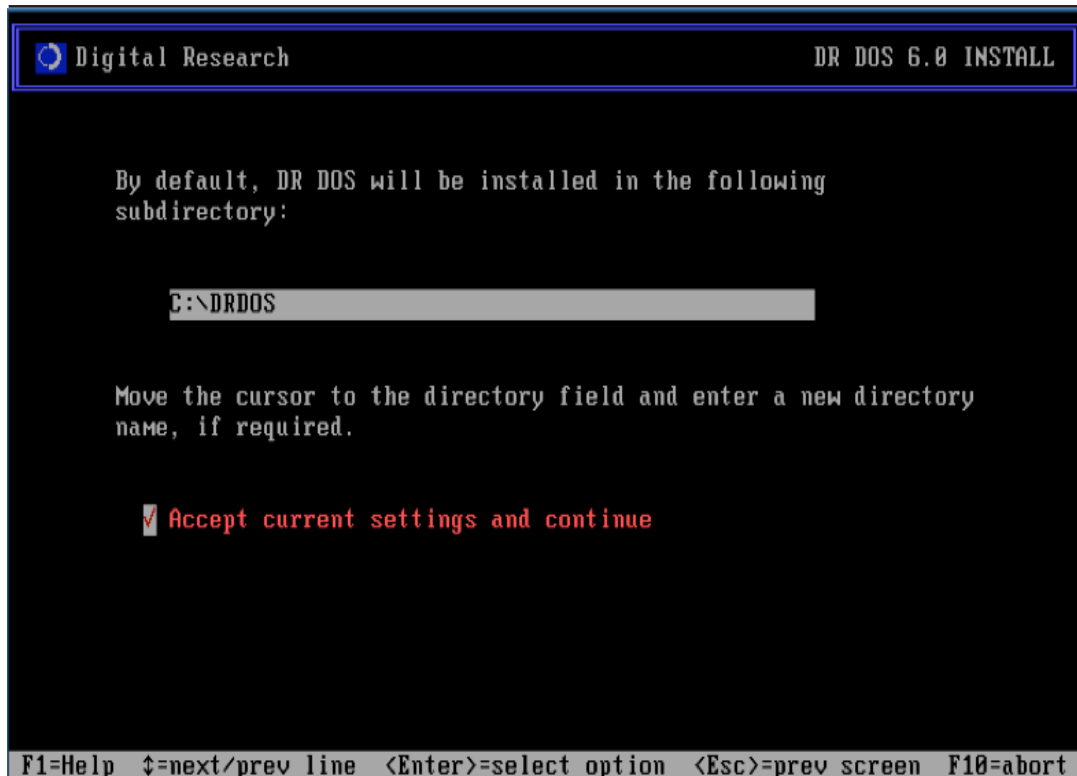 Digital Research DR DOS 6.0 INSTALL
By default, DR DOS will be installed in the following
subdirectory:
C:\DRDOS
Move the cursor to the directory field and enter a new directory
name, if required.
√ Accept current settings and continue
F1=Help ↕=next/prev line <Enter>=select option <Esc>=prev screen F10=abort